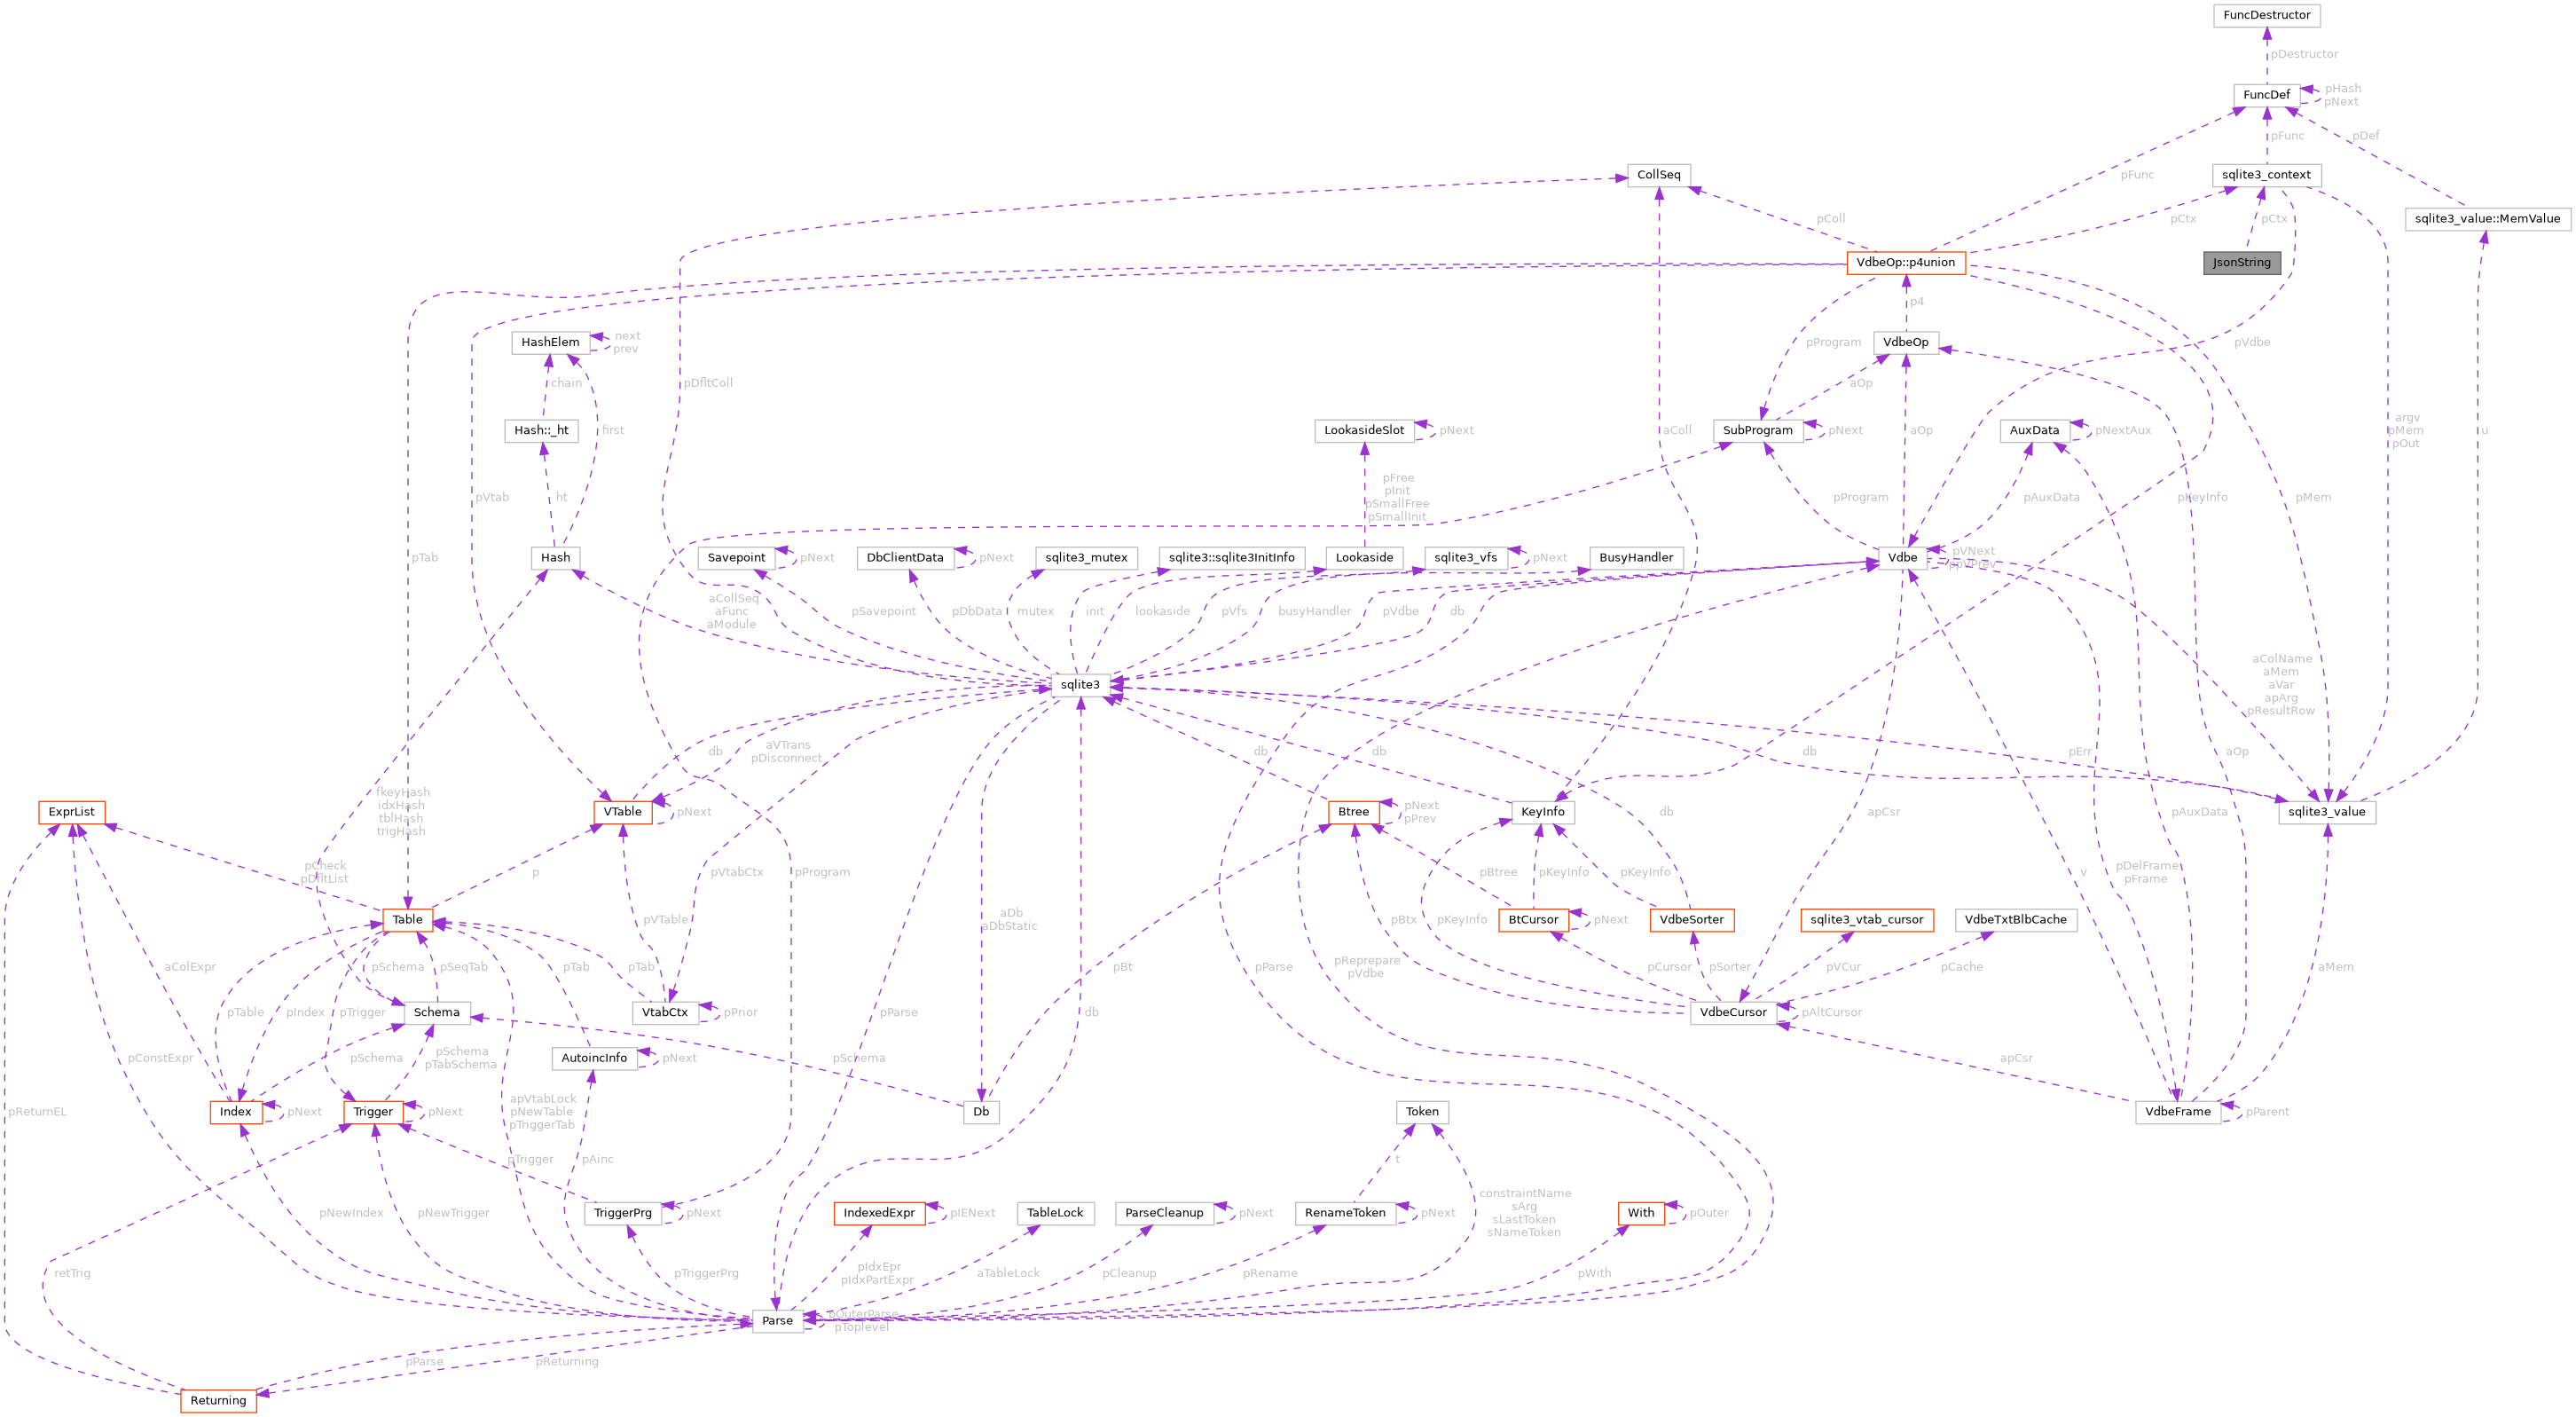 FuncDestructor
pDestructor
FuncDef
pHash
pNext
pFunc
pDef
pFunc
CollSeq
sqlite3_context
pColl
pCtx
pCtx
sqlite3_value::MemValue
VdbeOp::p4union
JsonString
p4
HashElem
next
prev
pProgram
VdbeOp
pVdbe
chain
pDfltColl
aOp
argv
pMem
pOut
Hash::_ht
first
LookasideSlot
pNext
aColl
SubProgram
pNext
aOp
AuxData
pNextAux
u
pVtab
ht
pFree
pInit
pSmallFree
pSmallInit
pProgram
pAuxData
pKeyInfo
pMem
pTab
Hash
Savepoint
pNext
DbClientData
pNext
sqlite3_mutex
sqlite3::sqlite3InitInfo
Lookaside
sqlite3_vfs
pNext
BusyHandler
Vdbe
pVNext
ppVPrev
aCollSeq
aFunc
aModule
pSavepoint
pDbData
mutex
init
lookaside
pVfs
busyHandler
pVdbe
db
sqlite3
aColName
aMem
aVar
apArg
pResultRow
db
aVTrans
pDisconnect
db
db
db
pErr
aOp
fkeyHash
idxHash
tblHash
trigHash
ExprList
VTable
pNext
Btree
pNext
pPrev
KeyInfo
db
apCsr
pAuxData
sqlite3_value
pCheck
pDfltList
p
pVtabCtx
pProgram
pBtree
pKeyInfo
pKeyInfo
pDelFrame
pFrame
v
Table
pVTable
aDb
aDbStatic
pBtx
pKeyInfo
BtCursor
pNext
VdbeSorter
sqlite3_vtab_cursor
VdbeTxtBlbCache
aColExpr
pSchema
pSeqTab
pTab
pTab
pBt
pParse
pReprepare
pVdbe
pCursor
pSorter
pVCur
pCache
aMem
pTable
pIndex
pTrigger
Schema
VtabCtx
pPrior
pParse
db
VdbeCursor
pAltCursor
pConstExpr
pSchema
pSchema
pTabSchema
AutoincInfo
pNext
pSchema
apCsr
pReturnEL
Index
pNext
Trigger
pNext
apVtabLock
pNewTable
pTriggerTab
Db
Token
VdbeFrame
pParent
pTrigger
pAinc
t
pNewIndex
pNewTrigger
TriggerPrg
pNext
IndexedExpr
pIENext
TableLock
ParseCleanup
pNext
RenameToken
pNext
constraintName
sArg
sLastToken
sNameToken
With
pOuter
retTrig
pTriggerPrg
pIdxEpr
pIdxPartExpr
aTableLock
pCleanup
pRename
pWith
Parse
pOuterParse
pToplevel
pParse
pReturning
Returning